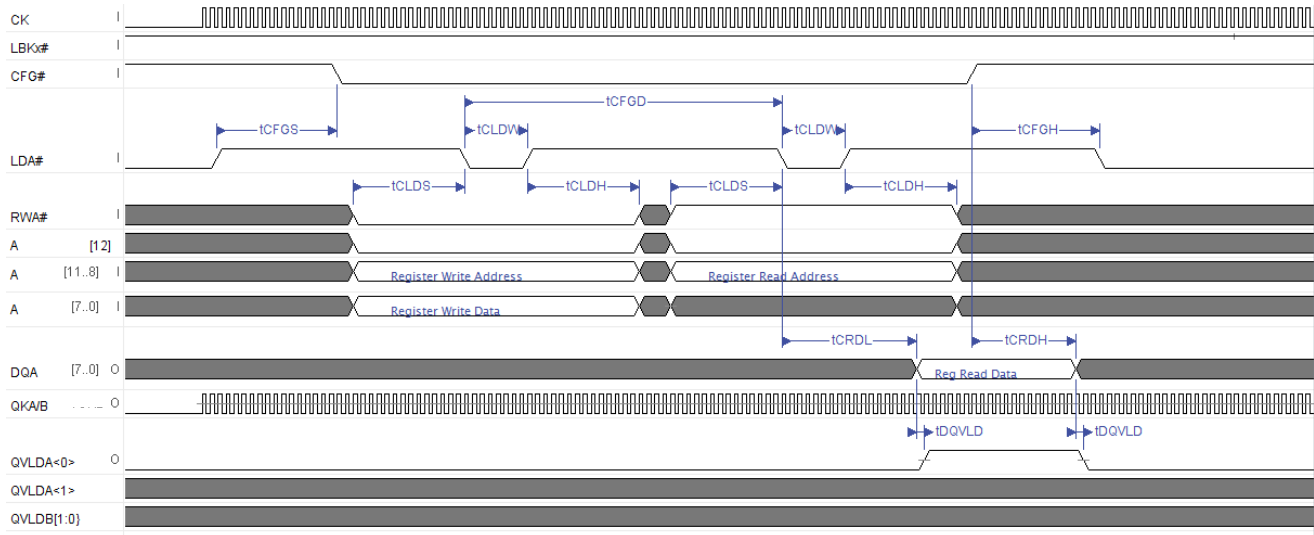 CK
LBKx# I
CFG# I
tCFGD
tCFGS tCLDW tCLDW tCFGH
LDA# I
tCLDS tCLDH tCLDS tCLDH
RWA# I
A [12]
A [11..8] I Register Write Address Register Read Address
A [7..0] I Register Write Data
tCRDL tCRDH
DQA [7..0] O Reg Read Data
QKA/B O
tDQVLD tDQVLD
QVLDA<0> O
QVLDA<1>
QVLDB[1:0}